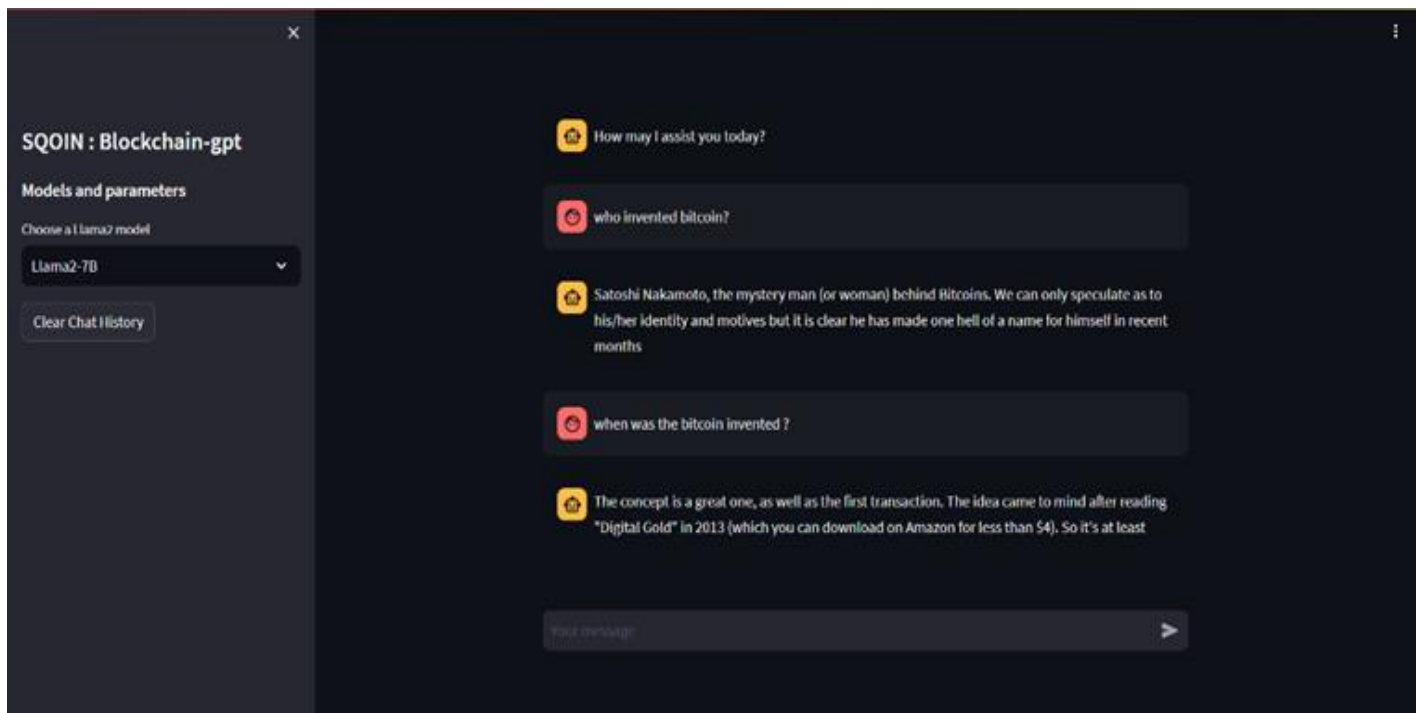 SQOIN : Blockchain-gpt
Models and parameters
Choose a Llama2 model
Llama2-7B
Clear Chat History
How may I assist you today?
who invented bitcoin?
Satoshi Nakamoto, the mystery man (or woman) behind Bitcoins. We can only speculate as to
his/her identity and motives but it is clear he has made one hell of a name for himself in recent
months
when was the bitcoin invented ?
The concept is a great one, as well as the first transaction. The idea came to mind after reading
"Digital Gold" in 2013 (which you can download on Amazon for less than $4). So it's at least
Your message